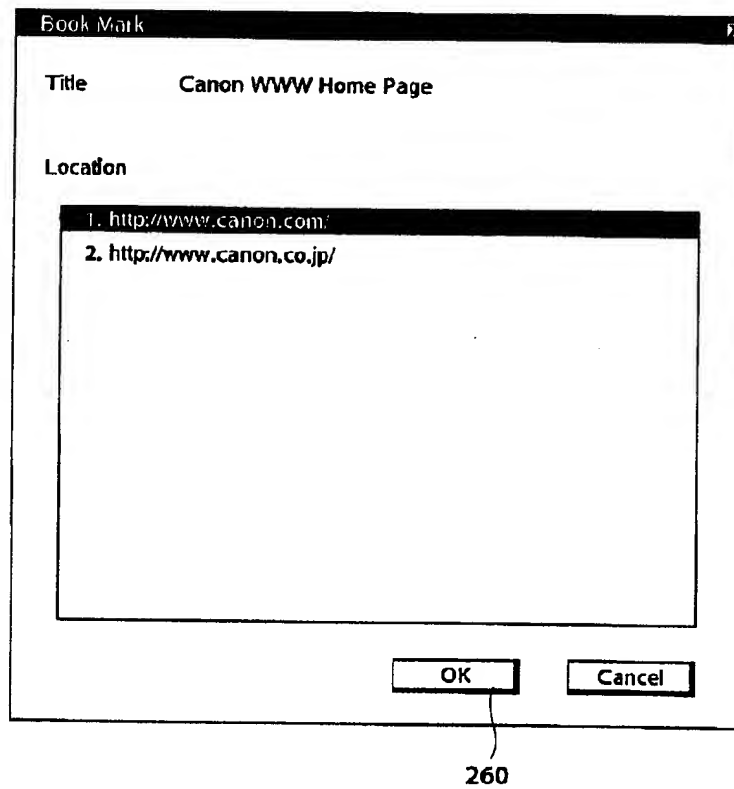 Book Mark
Title Canon WWW Home Page
Location
1. http://www.canon.com/
2. http://www.canon.co.jp/
OK Cancel
260